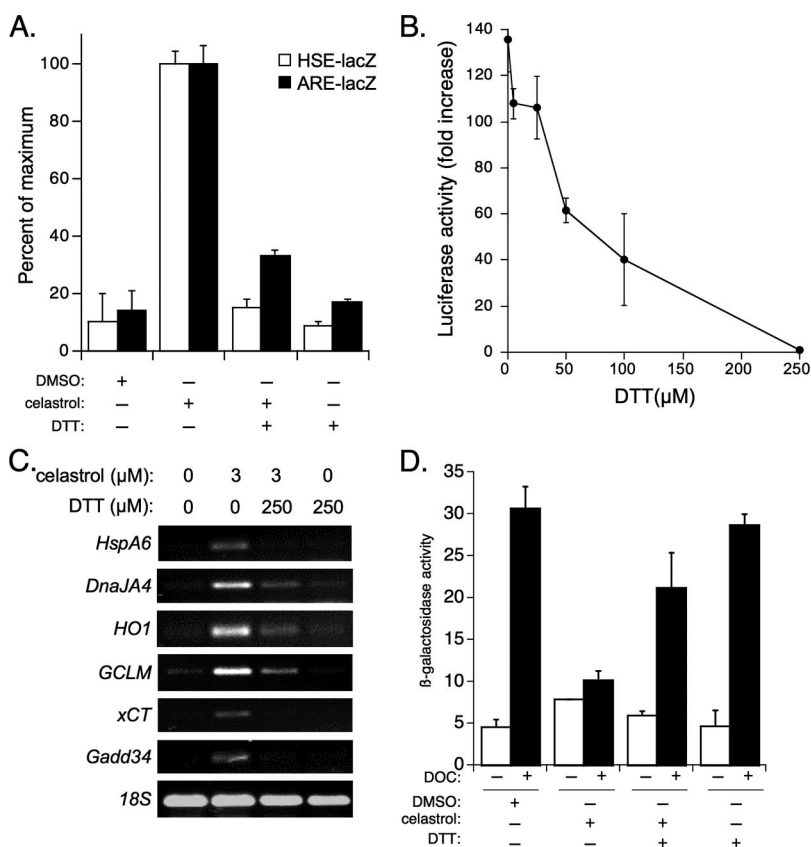 A.
Percent of maximum
100
80
60
40
20
0
HSE-lacZ
ARE-lacZ
DMSO: + – – –
celastrol: – + + –
DTT: – – + +
B.
Luciferase activity (fold increase)
140
120
100
80
60
40
20
0
0 50 100 150 200 250
DTT(µM)
C.
celastrol (µM): 0 3 3 0
DTT (µM): 0 0 250 250
HspA6
DnaJA4
HO1
GCLM
xCT
Gadd34
18S
D.
ß-galactosidase activity
35
30
25
20
15
10
5
0
DOC: – + – + – + – +
DMSO: + – – –
celastrol: – + + –
DTT: – – + +